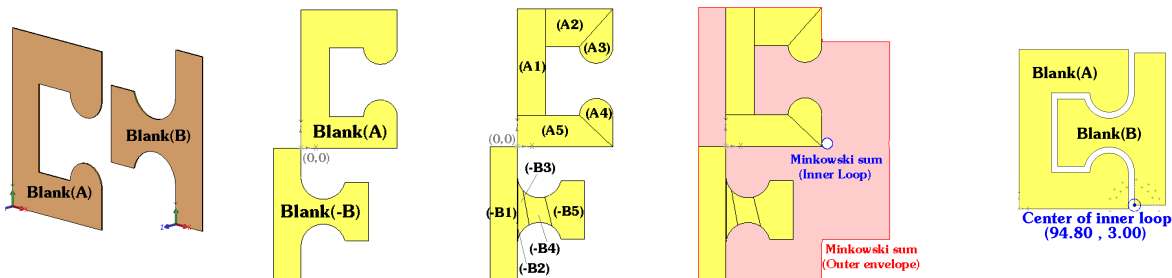 Blank(A)
Blank(B)
Blank(A)
(0,0)
Blank(-B)
(A1)
(A2)
(A3)
(A4)
(A5)
(0,0)
(-B3)
(-B1)
(-B5)
(-B4)
(-B2)
Minkowski sum
(Inner Loop)
Minkowski sum
(Outer envelope)
Blank(A)
Blank(B)
Center of inner loop
(94.80 , 3.00)